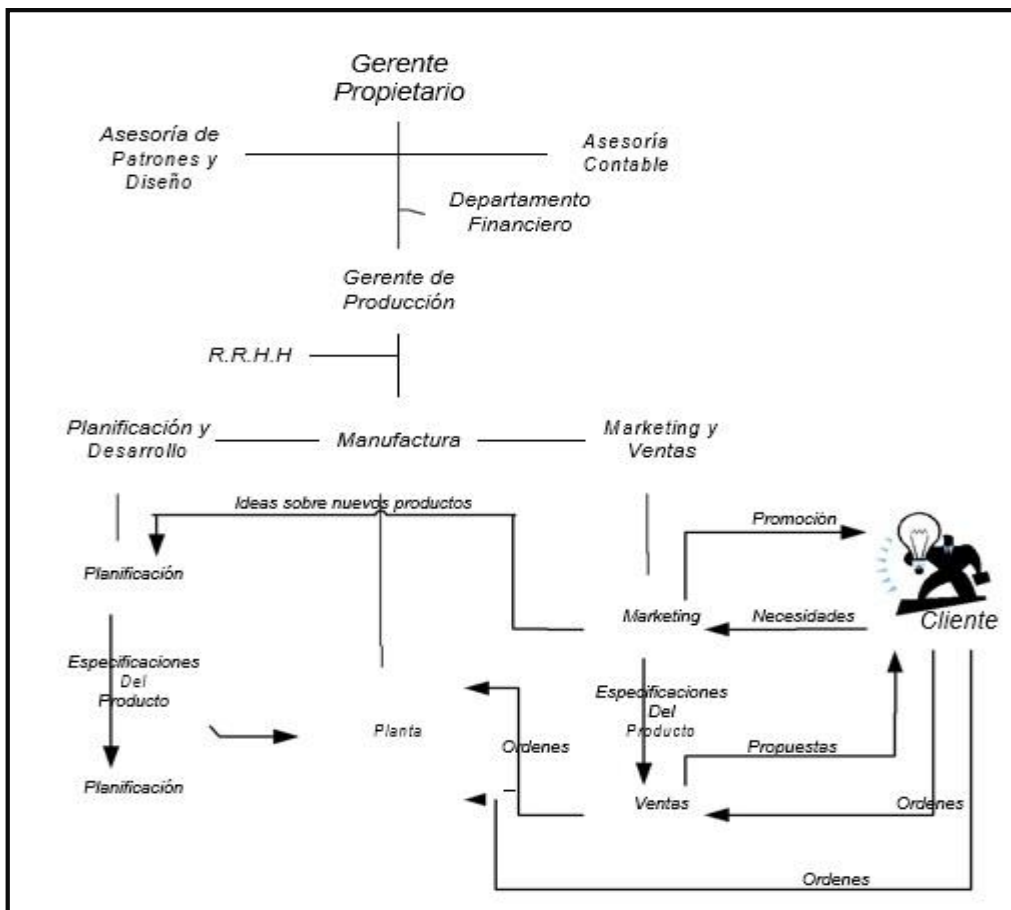 Gerente
Propietario
Asesoría de
Patrones y
Diseño
Asesoría
Contable
Departamento
Financiero
Gerente de
Producción
R.R.H.H
Planificación y
Desarrollo
Manufactura
Marketing y
Ventas
Ideas sobre nuevos productos
Promoción
Planificación
Marketing
Necesidades
Cliente
Especificaciones
Del
Producto
Especificaciones
Del
Producto
Planta
Ordenes
Propuestas
Planificación
Ventas
Ordenes
Ordenes